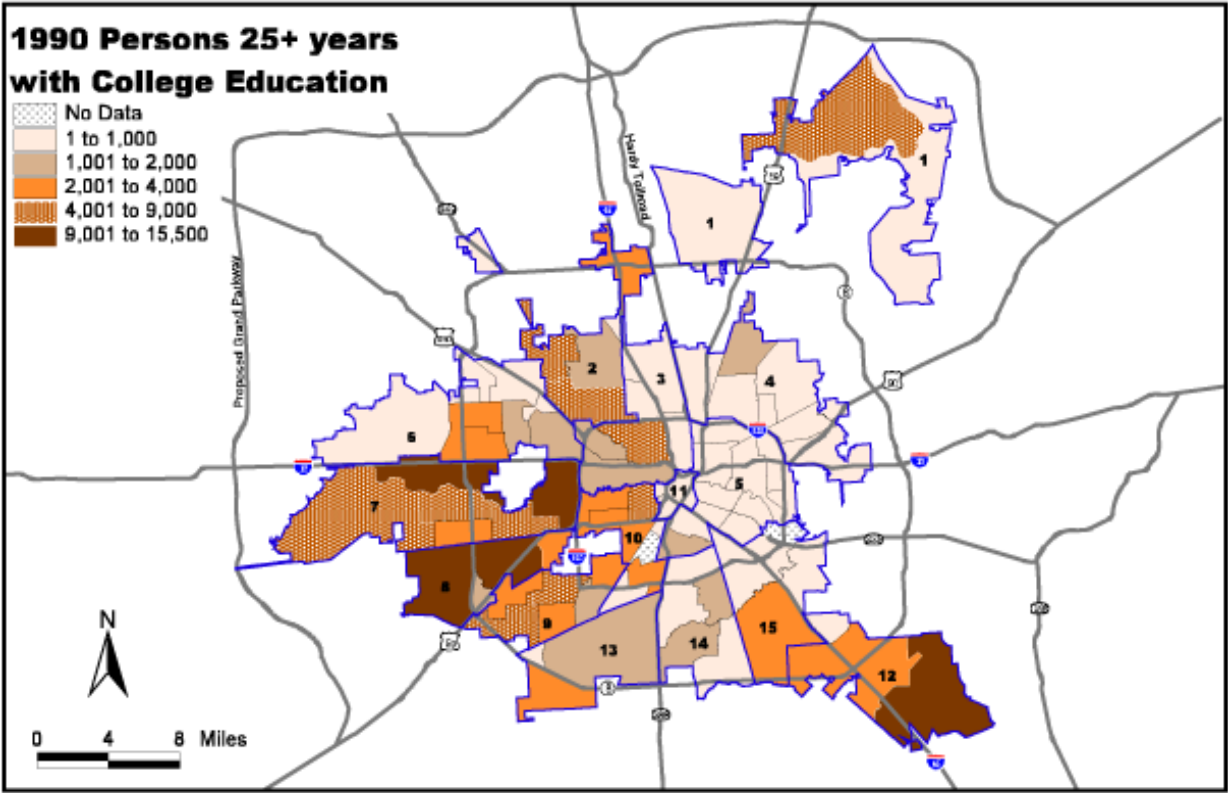 1990 Persons 25+ years
with College Education
No Data
1 to 1,000
1,001 to 2,000
2,001 to 4,000
4,001 to 9,000
9,001 to 15,500
Hardy Tollroad
Proposed Grand Parkway
1
1
2
3
4
6
5
7
11
10
8
9
13
14
15
12
N
0 4 8 Miles